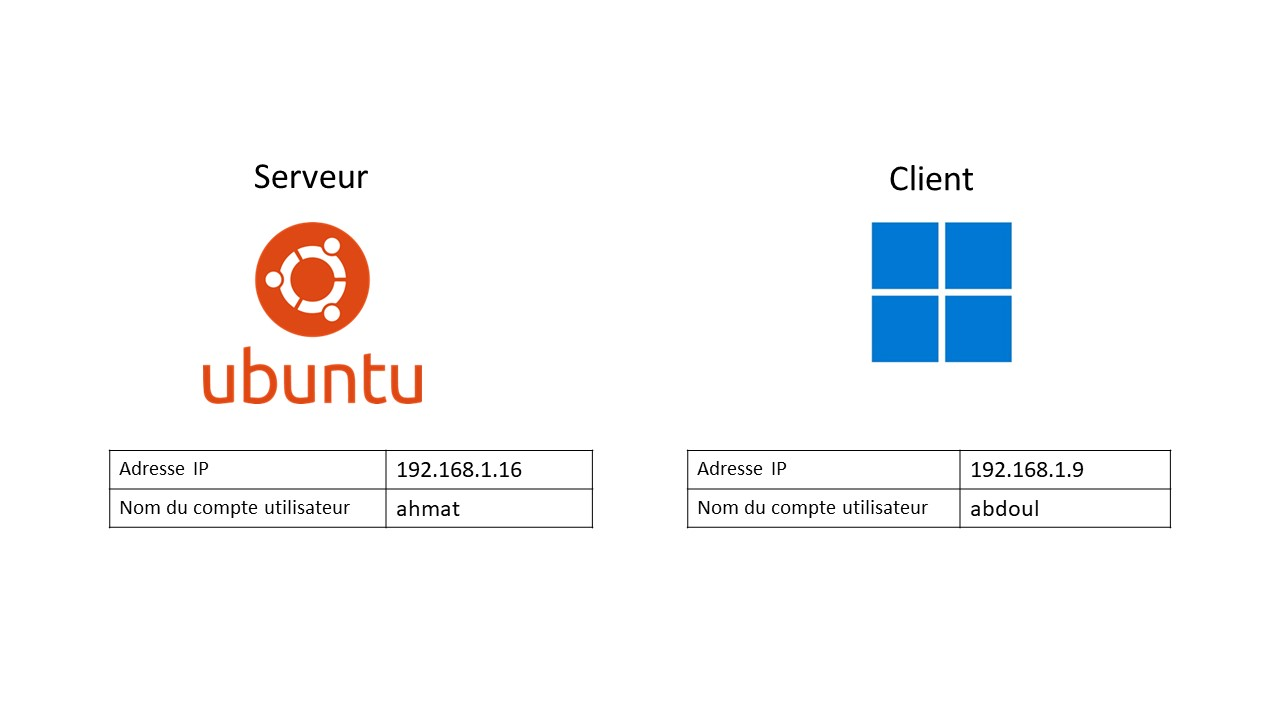 Serveur
Client
ubuntu
Adresse IP 192.168.1.16
Nom du compte utilisateur ahmat
Adresse IP 192.168.1.9
Nom du compte utilisateur abdoul